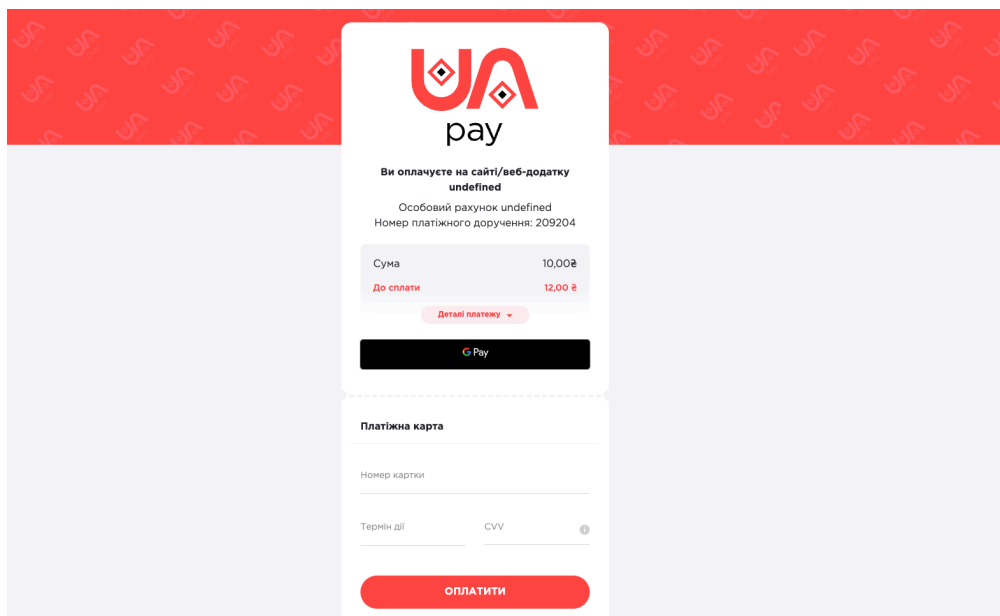 UA
pay
Ви оплачуєте на сайті/веб-додатку
undefined
Особовий рахунок undefined
Номер платіжного доручення: 209204
Сума 10,00₴
До сплати 12,00 ₴
Деталі платежу
G Pay
Платіжна карта
Номер картки
Термін дії CVV
ОПЛАТИТИ